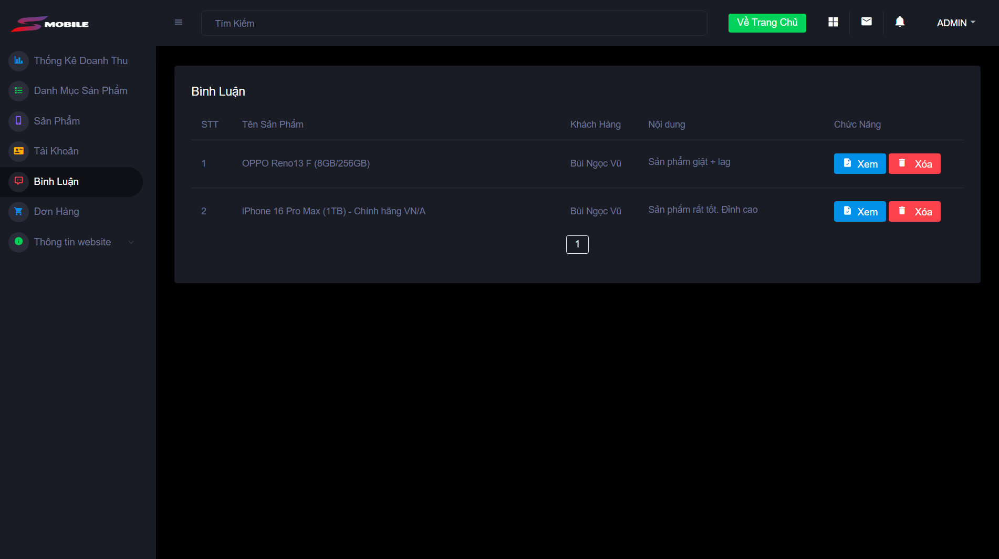 MOBILE
Tìm Kiếm
Về Trang Chủ
ADMIN
Thống Kê Doanh Thu
Danh Mục Sản Phẩm
Sản Phẩm
Tài Khoản
Bình Luận
Đơn Hàng
Thông tin website
Bình Luận
STT Tên Sản Phẩm Khách Hàng Nội dung Chức Năng
1 OPPO Reno13 F (8GB/256GB) Bùi Ngọc Vũ Sản phẩm giật + lag Xem Xóa
2 iPhone 16 Pro Max (1TB) - Chính hãng VN/A Bùi Ngọc Vũ Sản phẩm rất tốt. Đỉnh cao Xem Xóa
1